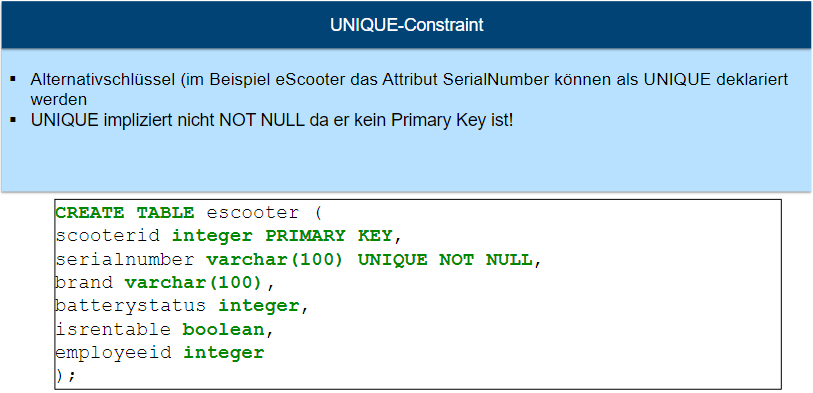 UNIQUE-Constraint
▪ Alternativschlüssel (im Beispiel eScooter das Attribut SerialNumber können als UNIQUE deklariert
werden
▪ UNIQUE impliziert nicht NOT NULL da er kein Primary Key ist!
CREATE TABLE escooter (
scooterid integer PRIMARY KEY,
serialnumber varchar(100) UNIQUE NOT NULL,
brand varchar(100),
batterystatus integer,
isrentable boolean,
employeeid integer
);